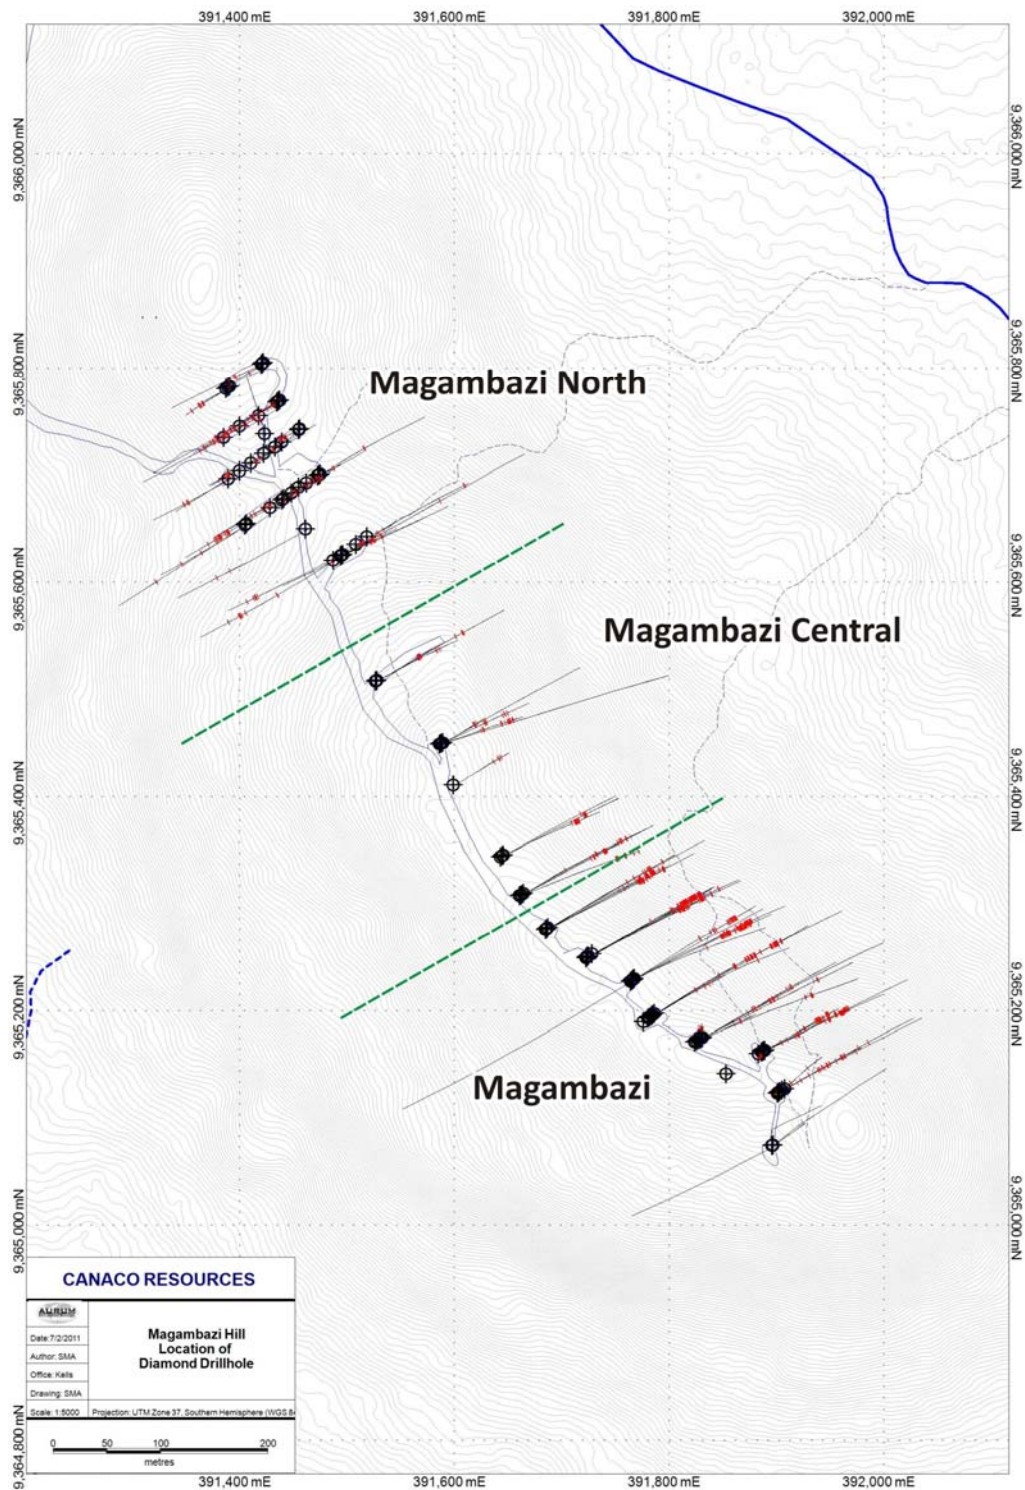 391,400 mE
391,600 mE
391,800 mE
392,000 mE
9,366,000 mN
9,366,000 mN
9,365,800 mN
9,365,800 mN
Magambazi North
9,365,600 mN
9,365,600 mN
Magambazi Central
9,365,400 mN
9,365,400 mN
9,365,200 mN
9,365,200 mN
Magambazi
9,365,000 mN
9,365,000 mN
CANACO RESOURCES
AURUM
Date:7/2/2011
Author: SMA
Office: Kells
Drawing: SMA
Magambazi Hill
Location of
Diamond Drillhole
Scale: 1:5000
Projection: UTM Zone 37, Southern Hemisphere (WGS 8
0 50 100 200
metres
9,364,800 mN
391,400 mE
391,600 mE
391,800 mE
392,000 mE